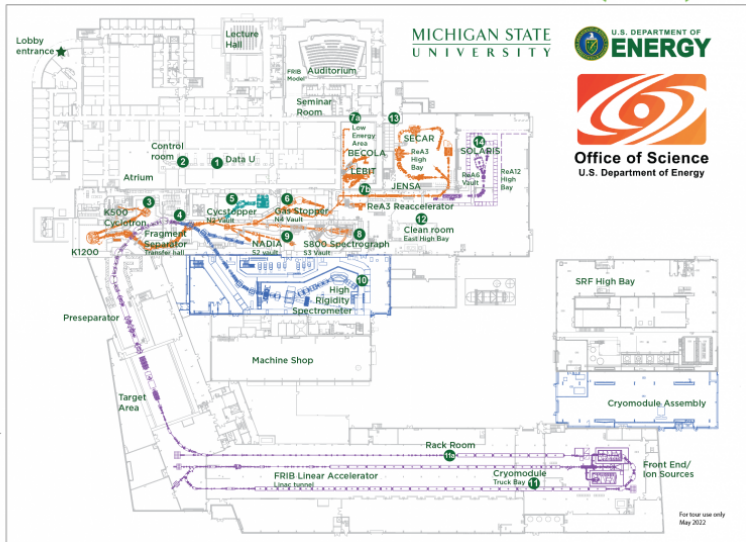 Lobby
entrance
Lecture
Hall
FRIB
Model
Auditorium
Seminar
Room
MICHIGAN STATE
UNIVERSITY
U.S. DEPARTMENT OF
ENERGY
Office of Science
U.S. Department of Energy
7a
Low
Energy
Area
13
BECOLA
LEBIT
SECAR
ReA3
High
Bay
14
SOLARIS
ReA6
Vault
ReA12
High
Bay
Control
room
2
1
Data U
Atrium
7b
JENSA
ReA3 Reaccelerator
3
K500
Cyclotron
4
5
Cycstopper
N2 Vault
6
Gas Stopper
N4 Vault
12
Clean room
East High Bay
K1200
Fragment
Separator
Transfer hall
9
NADIA
S2 vault
8
S800 Spectrograph
S3 Vault
10
High
Rigidity
Spectrometer
SRF High Bay
Preseparator
Machine Shop
Target
Area
Cryomodule Assembly
Rack Room
11a
FRIB Linear Accelerator
Linac tunnel
Cryomodule
Truck Bay
11
Front End/
Ion Sources
For tour use only
May 2022